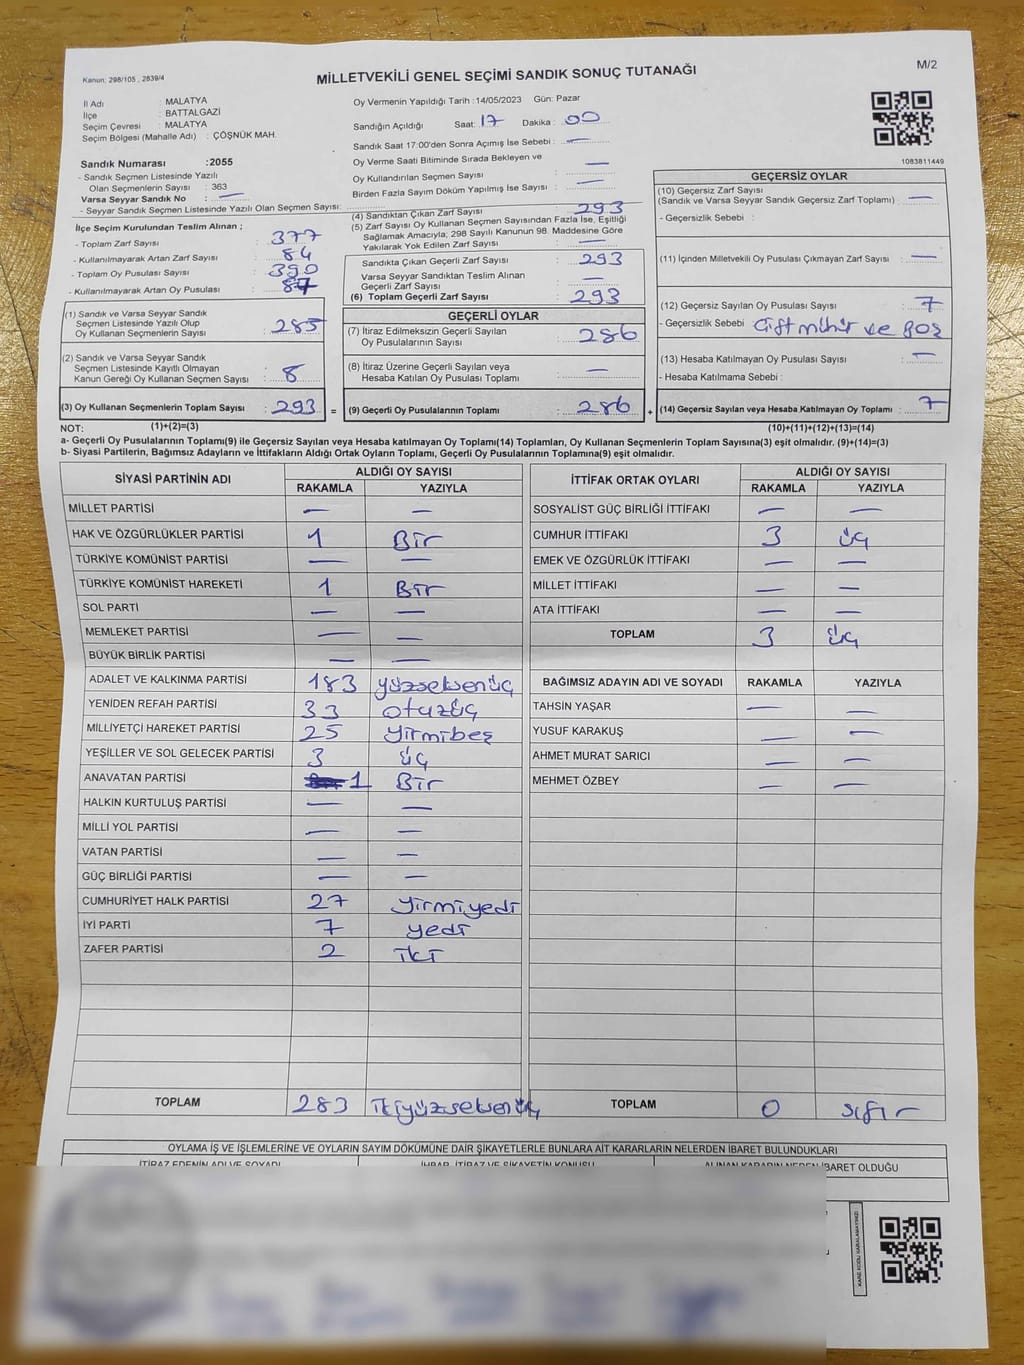 Kanun: 298/105 , 2839/4
MİLLETVEKİLİ GENEL SEÇİMİ SANDIK SONUÇ TUTANAĞI
M/2
İl Adı : MALATYA
İlçe : BATTALGAZİ
Seçim Çevresi : MALATYA
Seçim Bölgesi (Mahalle Adı) : ÇÖŞNÜK MAH.
Sandık Numarası :2055
- Sandık Seçmen Listesinde Yazılı
Olan Seçmenlerin Sayısı : 363
Varsa Seyyar Sandık No : —
- Seyyar Sandık Seçmen Listesinde Yazılı Olan Seçmen Sayısı:
İlçe Seçim Kurulundan Teslim Alınan ;
- Toplam Zarf Sayısı : 377
- Kullanılmayarak Artan Zarf Sayısı : 84
- Toplam Oy Pusulası Sayısı : 390
- Kullanılmayarak Artan Oy Pusulası :
Oy Vermenin Yapıldığı Tarih :14/05/2023 Gün: Pazar
Sandığın Açıldığı Saat: 17 Dakika : 00
Sandık Saat 17:00'den Sonra Açımış İse Sebebi : —
Oy Verme Saati Bitiminde Sırada Bekleyen ve
Oy Kullandırılan Seçmen Sayısı : —
Birden Fazla Sayım Döküm Yapılmış İse Sayısı : —
(4) Sandıktan Çıkan Zarf Sayısı : 293
(5) Zarf Sayısı Oy Kullanan Seçmen Sayısından Fazla İse, Eşitliği
Sağlamak Amacıyla; 298 Sayılı Kanunun 98. Maddesine Göre
Yakılarak Yok Edilen Zarf Sayısı : —
Sandıkta Çıkan Geçerli Zarf Sayısı : 293
Varsa Seyyar Sandıktan Teslim Alınan
Geçerli Zarf Sayısı : —
(6) Toplam Geçerli Zarf Sayısı : 293
1083811449
GEÇERSİZ OYLAR
(10) Geçersiz Zarf Sayısı
(Sandık ve Varsa Seyyar Sandık Geçersiz Zarf Toplamı) : —
- Geçersizlik Sebebi :
(11) İçinden Milletvekili Oy Pusulası Çıkmayan Zarf Sayısı : —
(12) Geçersiz Sayılan Oy Pusulası Sayısı : 7
- Geçersizlik Sebebi : Çift mühür ve boş
(13) Hesaba Katılmayan Oy Pusulası Sayısı : —
- Hesaba Katılmama Sebebi :
(1) Sandık ve Varsa Seyyar Sandık
Seçmen Listesinde Yazılı Olup
Oy Kullanan Seçmenlerin Sayısı : 285
(2) Sandık ve Varsa Seyyar Sandık
Seçmen Listesinde Kayıtlı Olmayan
Kanun Gereği Oy Kullanan Seçmen Sayısı : 8
GEÇERLİ OYLAR
(7) İtiraz Edilmeksizin Geçerli Sayılan
Oy Pusulalarının Sayısı : 286
(8) İtiraz Üzerine Geçerli Sayılan veya
Hesaba Katılan Oy Pusulası Toplamı : —
(3) Oy Kullanan Seçmenlerin Toplam Sayısı : 293 = (9) Geçerli Oy Pusulalarının Toplamı : 286 + (14) Geçersiz Sayılan veya Hesaba Katılmayan Oy Toplamı : 7
NOT: (1)+(2)=(3) (10)+(11)+(12)+(13)=(14)
a- Geçerli Oy Pusulalarının Toplamı(9) ile Geçersiz Sayılan veya Hesaba katılmayan Oy Toplamı(14) Toplamları, Oy Kullanan Seçmenlerin Toplam Sayısına(3) eşit olmalıdır. (9)+(14)=(3)
b- Siyasi Partilerin, Bağımsız Adayların ve İttifakların Aldığı Ortak Oyların Toplamı, Geçerli Oy Pusulalarının Toplamına(9) eşit olmalıdır.
SİYASİ PARTİNİN ADI ALDIĞI OY SAYISI
RAKAMLA YAZIYLA
MİLLET PARTİSİ — —
HAK VE ÖZGÜRLÜKLER PARTİSİ 1 Bir
TÜRKİYE KOMÜNİST PARTİSİ — —
TÜRKİYE KOMÜNİST HAREKETİ 1 Bir
SOL PARTİ — —
MEMLEKET PARTİSİ — —
BÜYÜK BİRLİK PARTİSİ — —
ADALET VE KALKINMA PARTİSİ 183 yüzseksenüç
YENİDEN REFAH PARTİSİ 33 otuzüç
MİLLİYETÇİ HAREKET PARTİSİ 25 yirmibeş
YEŞİLLER VE SOL GELECEK PARTİSİ 3 üç
ANAVATAN PARTİSİ 1 Bir
HALKIN KURTULUŞ PARTİSİ — —
MİLLİ YOL PARTİSİ — —
VATAN PARTİSİ — —
GÜÇ BİRLİĞİ PARTİSİ — —
CUMHURİYET HALK PARTİSİ 27 yirmiyedi
İYİ PARTİ 7 yedi
ZAFER PARTİSİ 2 iki
TOPLAM 283 ikiyüzseksenüç
İTTİFAK ORTAK OYLARI ALDIĞI OY SAYISI
RAKAMLA YAZIYLA
SOSYALİST GÜÇ BİRLİĞİ İTTİFAKI — —
CUMHUR İTTİFAKI 3 üç
EMEK VE ÖZGÜRLÜK İTTİFAKI — —
MİLLET İTTİFAKI — —
ATA İTTİFAKI — —
TOPLAM 3 üç
BAĞIMSIZ ADAYIN ADI VE SOYADI RAKAMLA YAZIYLA
TAHSİN YAŞAR — —
YUSUF KARAKUŞ — —
AHMET MURAT SARICI — —
MEHMET ÖZBEY — —
TOPLAM 0 sıfır
OYLAMA İŞ VE İŞLEMLERİNE VE OYLARIN SAYIM DÖKÜMÜNE DAİR ŞİKAYETLERLE BUNLARA AİT KARARLARIN NELERDEN İBARET BULUNDUKLARI
İTİRAZ EDENİN ADI VE SOYADI İHBAR, İTİRAZ VE ŞİKAYETİN KONUSU ALINAN KARARIN NEDEN İBARET OLDUĞU
KARE KODU KARALAMAYINIZ!